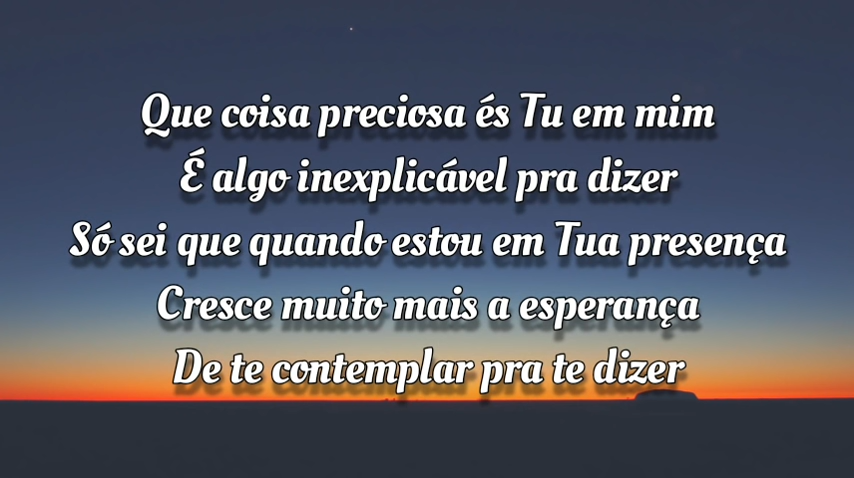 Que coisa preciosa és Tu em mim
É algo inexplicável pra dizer
Só sei que quando estou em Tua presença
Cresce muito mais a esperança
De te contemplar pra te dizer